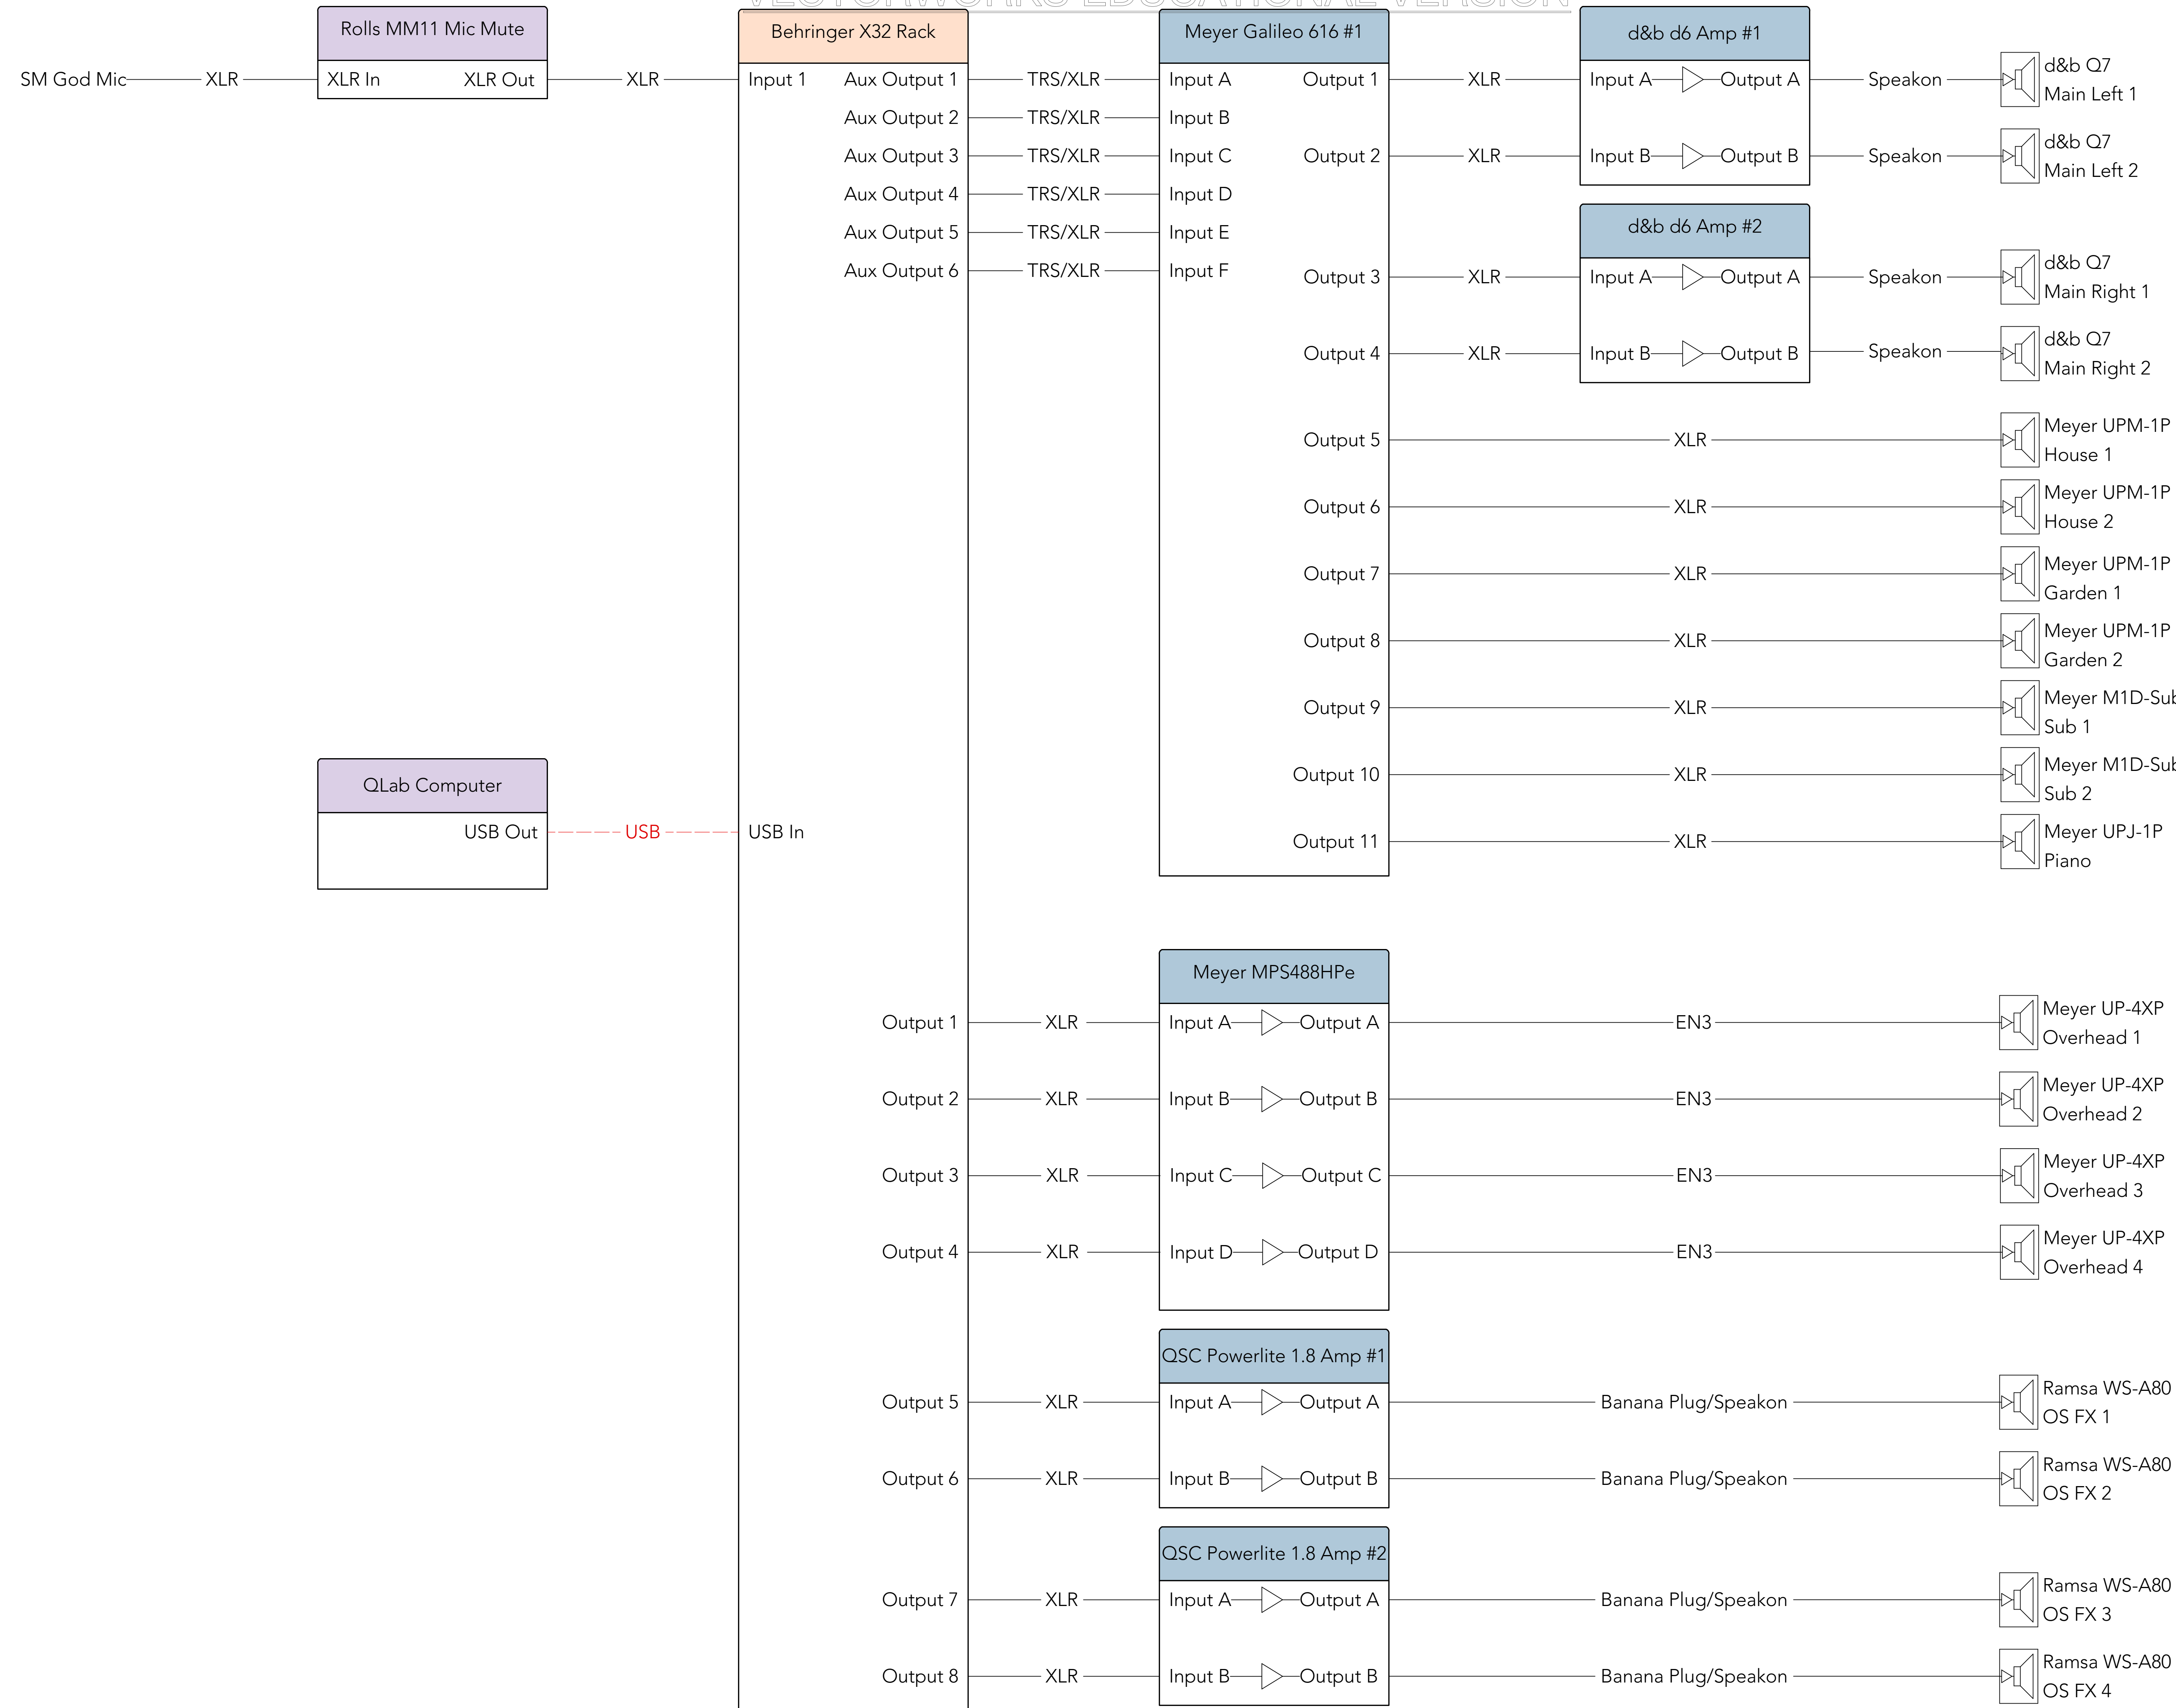 VECTORWORKS EDUCATIONAL VERSION
Rolls MM11 Mic Mute
Behringer X32 Rack
Meyer Galileo 616 #1
d&b d6 Amp #1
SM God Mic XLR XLR In XLR Out XLR Input 1 Aux Output 1 TRS/XLR Input A Output 1 XLR Input A Output A Speakon
d&b Q7
Main Left 1
Aux Output 2 TRS/XLR Input B
Aux Output 3 TRS/XLR Input C Output 2 XLR Input B Output B Speakon
d&b Q7
Main Left 2
Aux Output 4 TRS/XLR Input D
Aux Output 5 TRS/XLR Input E
d&b d6 Amp #2
Aux Output 6 TRS/XLR Input F
Output 3 XLR Input A Output A Speakon
d&b Q7
Main Right 1
Output 4 XLR Input B Output B Speakon
d&b Q7
Main Right 2
Output 5 XLR
Meyer UPM-1P
House 1
Output 6 XLR
Meyer UPM-1P
House 2
Output 7 XLR
Meyer UPM-1P
Garden 1
Output 8 XLR
Meyer UPM-1P
Garden 2
Output 9 XLR
Meyer M1D-Sub
Sub 1
Output 10 XLR
Meyer M1D-Sub
Sub 2
QLab Computer
USB Out USB USB In
Output 11 XLR
Meyer UPJ-1P
Piano
Meyer MPS488HPe
Output 1 XLR Input A Output A EN3
Meyer UP-4XP
Overhead 1
Output 2 XLR Input B Output B EN3
Meyer UP-4XP
Overhead 2
Output 3 XLR Input C Output C EN3
Meyer UP-4XP
Overhead 3
Output 4 XLR Input D Output D EN3
Meyer UP-4XP
Overhead 4
QSC Powerlite 1.8 Amp #1
Output 5 XLR Input A Output A Banana Plug/Speakon
Ramsa WS-A80
OS FX 1
Output 6 XLR Input B Output B Banana Plug/Speakon
Ramsa WS-A80
OS FX 2
QSC Powerlite 1.8 Amp #2
Output 7 XLR Input A Output A Banana Plug/Speakon
Ramsa WS-A80
OS FX 3
Output 8 XLR Input B Output B Banana Plug/Speakon
Ramsa WS-A80
OS FX 4